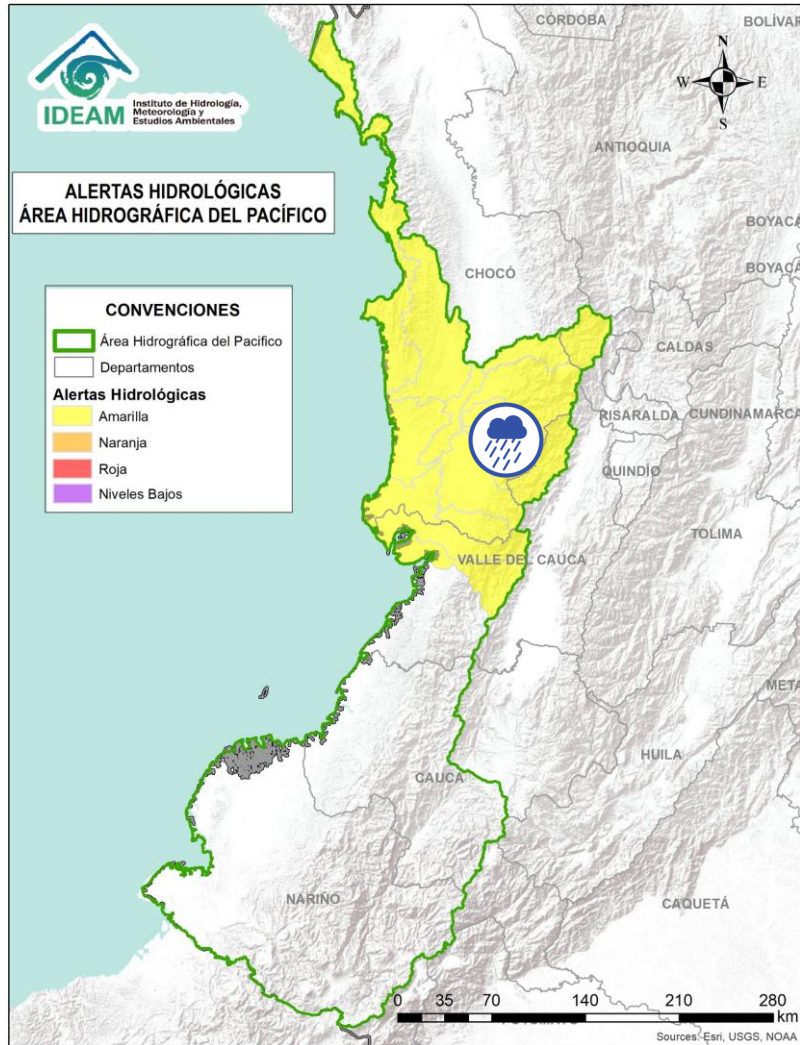 IDEAM
Instituto de Hidrología,
Meteorología y
Estudios Ambientales
ALERTAS HIDROLÓGICAS
ÁREA HIDROGRÁFICA DEL PACÍFICO
CONVENCIONES
Área Hidrográfica del Pacifico
Departamentos
Alertas Hidrológicas
Amarilla
Naranja
Roja
Niveles Bajos
N
W
E
S
CÓRDOBA
BOLÍVAR
ANTIOQUIA
BOYACÁ
BOYACÁ
CHOCÓ
CALDAS
RISARALDA
CUNDINAMARCA
QUINDÍO
TOLIMA
VALLE DEL CAUCA
META
HUILA
CAUCA
NARIÑO
CAQUETÁ
0 35 70 140 210 280
km
Sources: Esri, USGS, NOAA